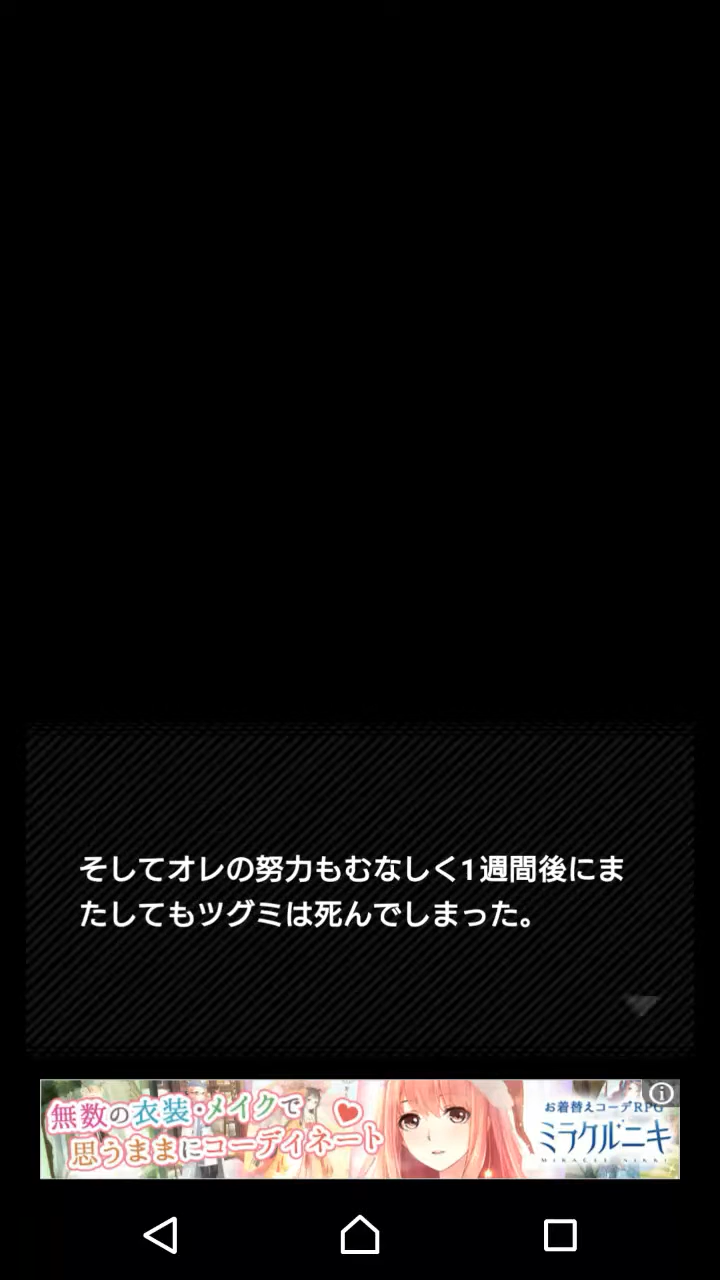 そしてオレの努力もむなしく1週間後にま
たしてもツグミは死んでしまった。
無数の衣装・メイクで
思うままにコーディネート
お着替えコーデRPG
ミラクルニキ
MIRACLE NIKKI